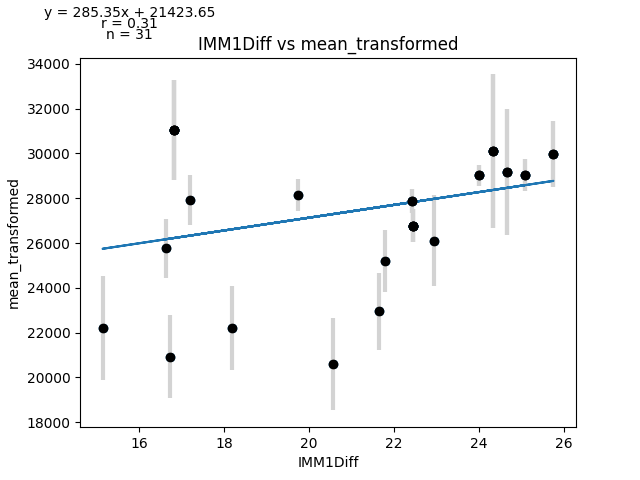 y = 285.35x + 21423.65
r = 0.31
n = 31
IMM1Diff vs mean_transformed
34000
32000
30000
28000
26000
24000
22000
20000
18000
mean_transformed
16
18
20
22
24
26
IMM1Diff